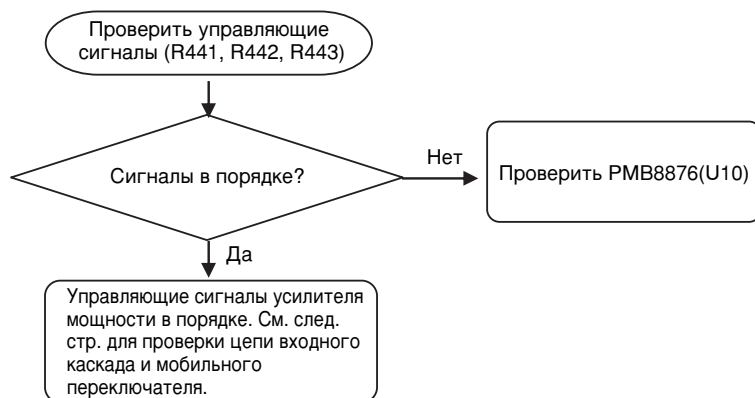 Проверить управляющие
сигналы (R441, R442, R443)
Сигналы в порядке?
Нет
Проверить PMB8876(U10)
Да
Управляющие сигналы усилителя
мощности в порядке. См. след.
стр. для проверки цепи входного
каскада и мобильного
переключателя.